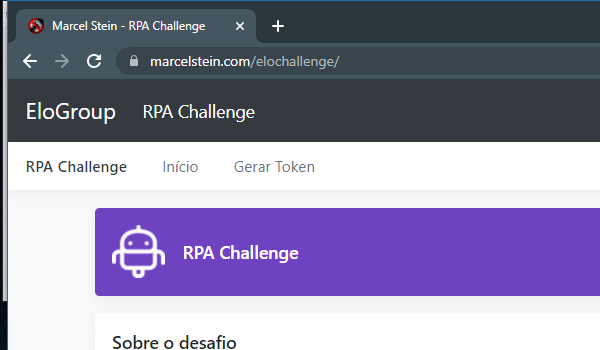 Marcel Stein - RPA Challenge
marcelstein.com/elochallenge/
EloGroup RPA Challenge
RPA Challenge Início Gerar Token
RPA Challenge
Sobre o desafio